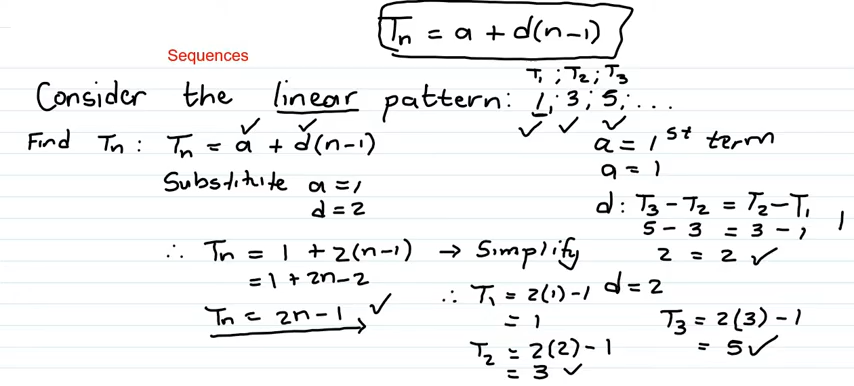 Tn = a + d(n-1)
Sequences
T1 ; T2 ; T3
Consider the linear pattern: 1 ; 3 ; 5 ; ...
Find Tn : Tn = a + d(n-1)
a = 1st term
a = 1
Substitute a = 1
d = 2
d : T3 - T2 = T2 - T1
5 - 3 = 3 - 1
2 = 2 ✓
d = 2
∴ Tn = 1 + 2(n-1) → Simplify
= 1 + 2n - 2
Tn = 2n - 1 ✓
∴ T1 = 2(1) - 1
= 1
T2 = 2(2) - 1
= 3 ✓
T3 = 2(3) - 1
= 5 ✓